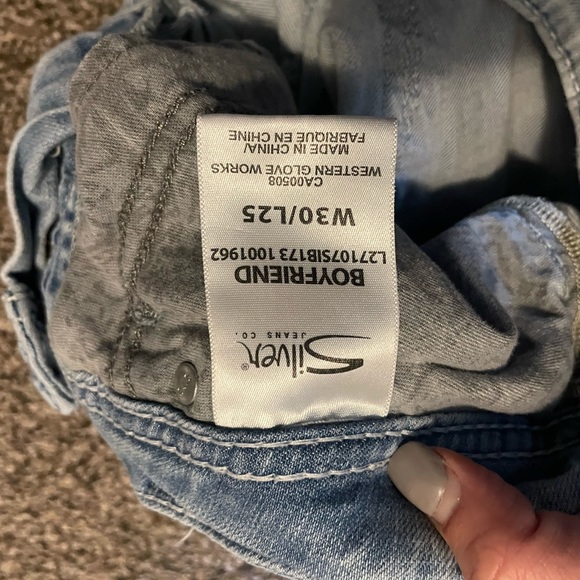 Silver®
JEANS CO.
BOYFRIEND
L27107SIB173 1001962
W30/L25
WESTERN GLOVE WORKS
CA00508
MADE IN CHINA/
FABRIQUE EN CHINE